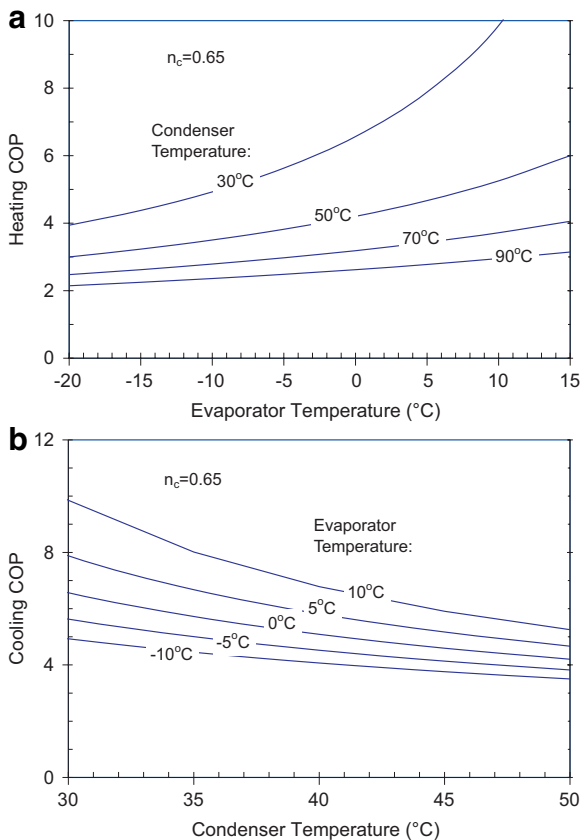 a
10
8
6
4
2
0
Heating COP
n_c=0.65
Condenser
Temperature:
30°C
50°C
70°C
90°C
-20 -15 -10 -5 0 5 10 15
Evaporator Temperature (°C)
b
12
8
4
0
Cooling COP
n_c=0.65
Evaporator
Temperature:
10°C
5°C
0°C
-5°C
-10°C
30 35 40 45 50
Condenser Temperature (°C)